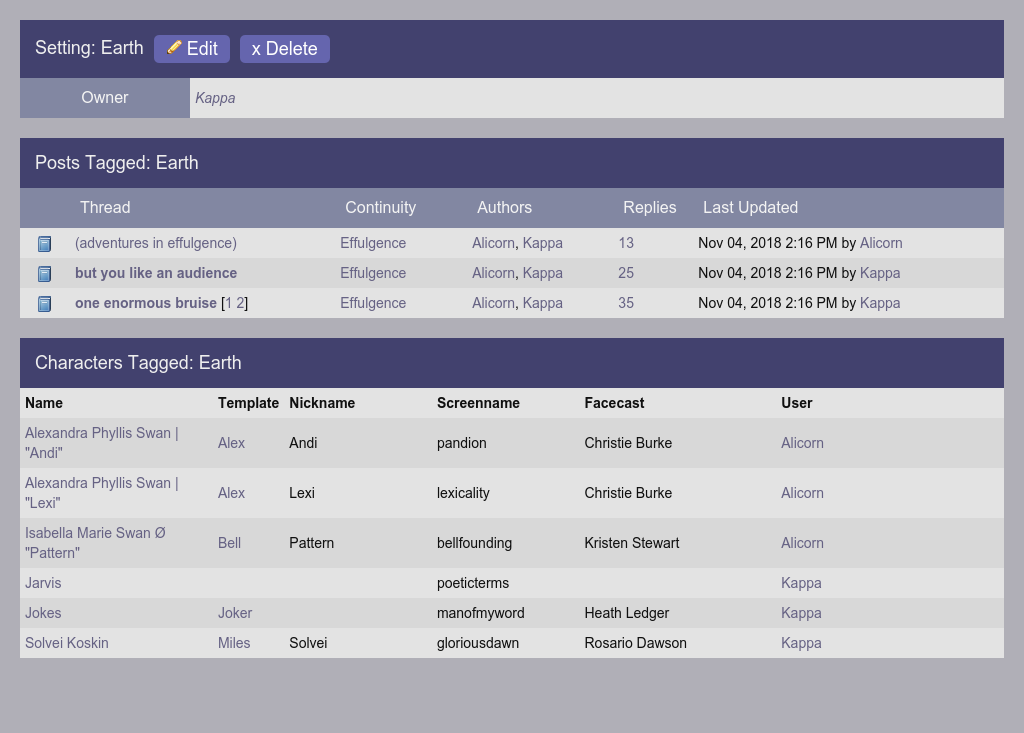 Setting: Earth Edit x Delete
Owner Kappa
Posts Tagged: Earth
Thread Continuity Authors Replies Last Updated
(adventures in effulgence) Effulgence Alicorn, Kappa 13 Nov 04, 2018 2:16 PM by Alicorn
but you like an audience Effulgence Alicorn, Kappa 25 Nov 04, 2018 2:16 PM by Kappa
one enormous bruise [1 2] Effulgence Alicorn, Kappa 35 Nov 04, 2018 2:16 PM by Kappa
Characters Tagged: Earth
Name Template Nickname Screenname Facecast User
Alexandra Phyllis Swan |
"Andi" Alex Andi pandion Christie Burke Alicorn
Alexandra Phyllis Swan |
"Lexi" Alex Lexi lexicality Christie Burke Alicorn
Isabella Marie Swan Ø
"Pattern" Bell Pattern bellfounding Kristen Stewart Alicorn
Jarvis poeticterms Kappa
Jokes Joker manofmyword Heath Ledger Kappa
Solvei Koskin Miles Solvei gloriousdawn Rosario Dawson Kappa